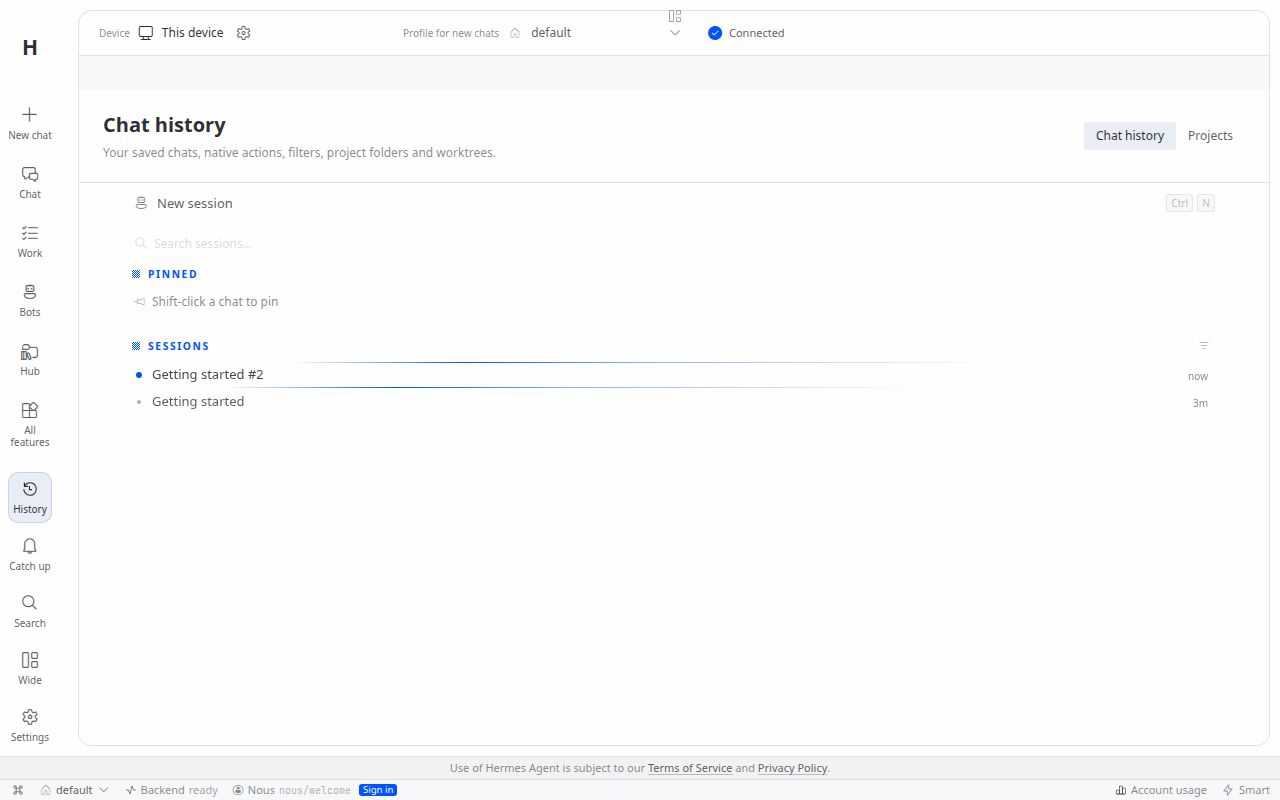 H
Device This device Profile for new chats default Connected
New chat
Chat
Work
Bots
Hub
All features
History
Catch up
Search
Wide
Settings
Chat history
Your saved chats, native actions, filters, project folders and worktrees.
Chat history Projects
New session Ctrl N
Search sessions...
PINNED
Shift-click a chat to pin
SESSIONS
Getting started #2 now
Getting started 3m
Use of Hermes Agent is subject to our Terms of Service and Privacy Policy.
default Backend ready Nous nous/welcome Sign in Account usage Smart